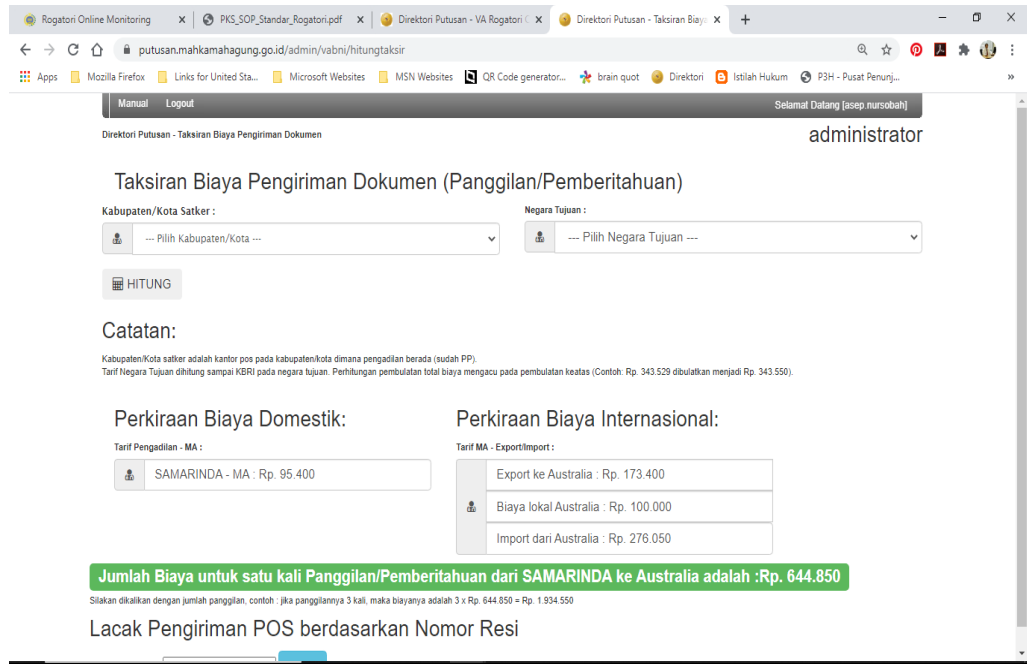 Rogatori Online Monitoring
PKS_SOP_Standar_Rogatori.pdf
Direktori Putusan - VA Rogatori
Direktori Putusan - Taksiran Biay
putusan.mahkamahagung.go.id/admin/vabni/hitungtaksir
Apps
Mozilla Firefox
Links for United Sta...
Microsoft Websites
MSN Websites
QR Code generator...
brain quot
Direktori
Istilah Hukum
P3H - Pusat Penunj...
Manual Logout
Selamat Datang [asep.nursobah]
Direktori Putusan - Taksiran Biaya Pengiriman Dokumen
administrator
Taksiran Biaya Pengiriman Dokumen (Panggilan/Pemberitahuan)
Kabupaten/Kota Satker :
Negara Tujuan :
--- Pilih Kabupaten/Kota ---
--- Pilih Negara Tujuan ---
HITUNG
Catatan:
Kabupaten/Kota satker adalah kantor pos pada kabupaten/kota dimana pengadilan berada (sudah PP).
Tarif Negara Tujuan dihitung sampai KBRI pada negara tujuan. Perhitungan pembulatan total biaya mengacu pada pembulatan keatas (Contoh: Rp. 343.529 dibulatkan menjadi Rp. 343.550).
Perkiraan Biaya Domestik:
Perkiraan Biaya Internasional:
Tarif Pengadilan - MA :
Tarif MA - Export/Import :
SAMARINDA - MA : Rp. 95.400
Export ke Australia : Rp. 173.400
Biaya lokal Australia : Rp. 100.000
Import dari Australia : Rp. 276.050
Jumlah Biaya untuk satu kali Panggilan/Pemberitahuan dari SAMARINDA ke Australia adalah :Rp. 644.850
Silakan dikalikan dengan jumlah panggilan, contoh : jika panggilannya 3 kali, maka biayanya adalah 3 x Rp. 644.850 = Rp. 1.934.550
Lacak Pengiriman POS berdasarkan Nomor Resi